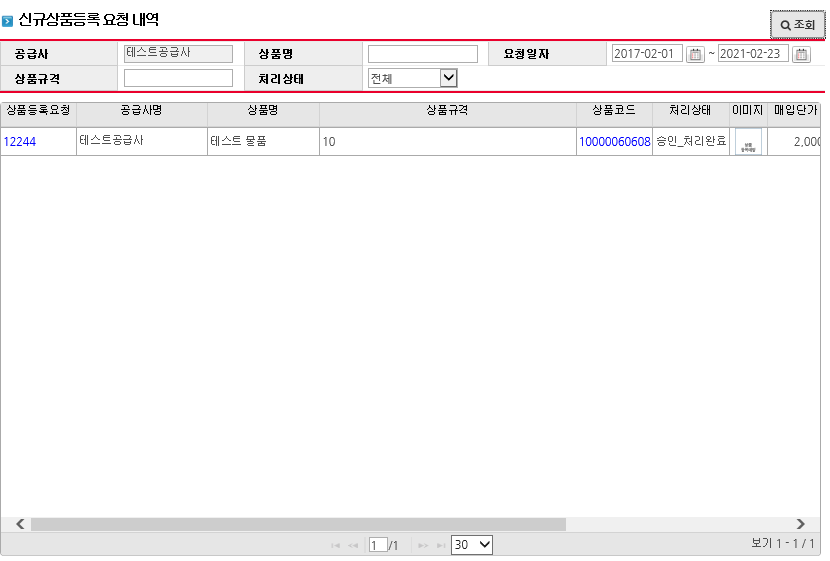 신규상품등록 요청 내역
조회
공급사 테스트공급사 상품명 요청일자 2017-02-01 ~ 2021-02-23
상품규격 처리상태 전체
상품등록요청 공급사명 상품명 상품규격 상품코드 처리상태 이미지 매입단가
12244 테스트공급사 테스트 물품 10 10000060608 승인_처리완료 2,000
1 /1 30 보기 1 - 1 / 1